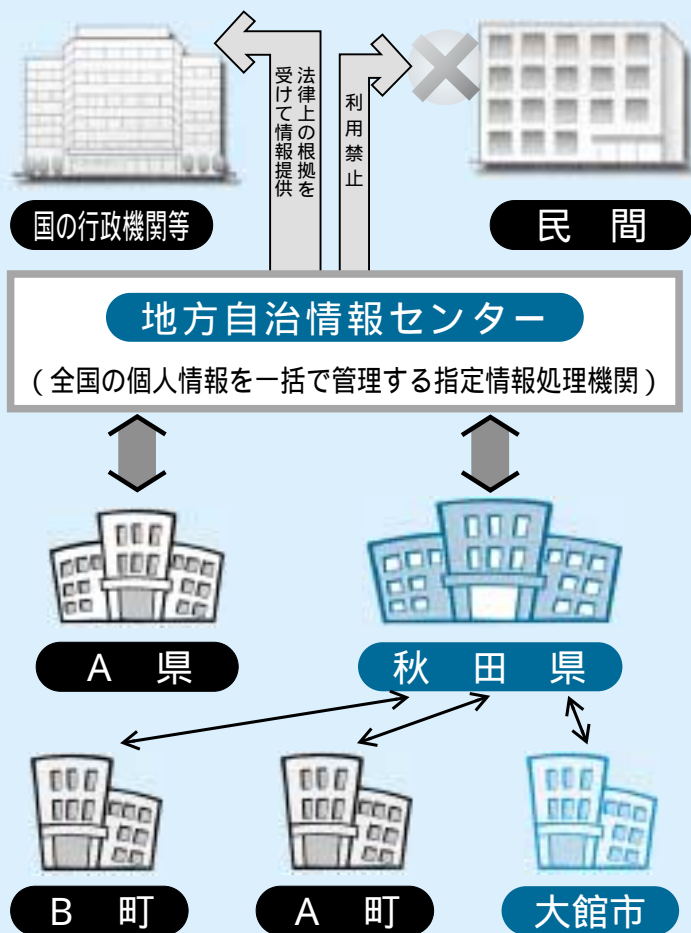 法律上の根拠を
受けて情報提供
利用禁止
国の行政機関等
民間
地方自治情報センター
(全国の個人情報を一括で管理する指定情報処理機関)
A県
秋田県
B町
A町
大館市